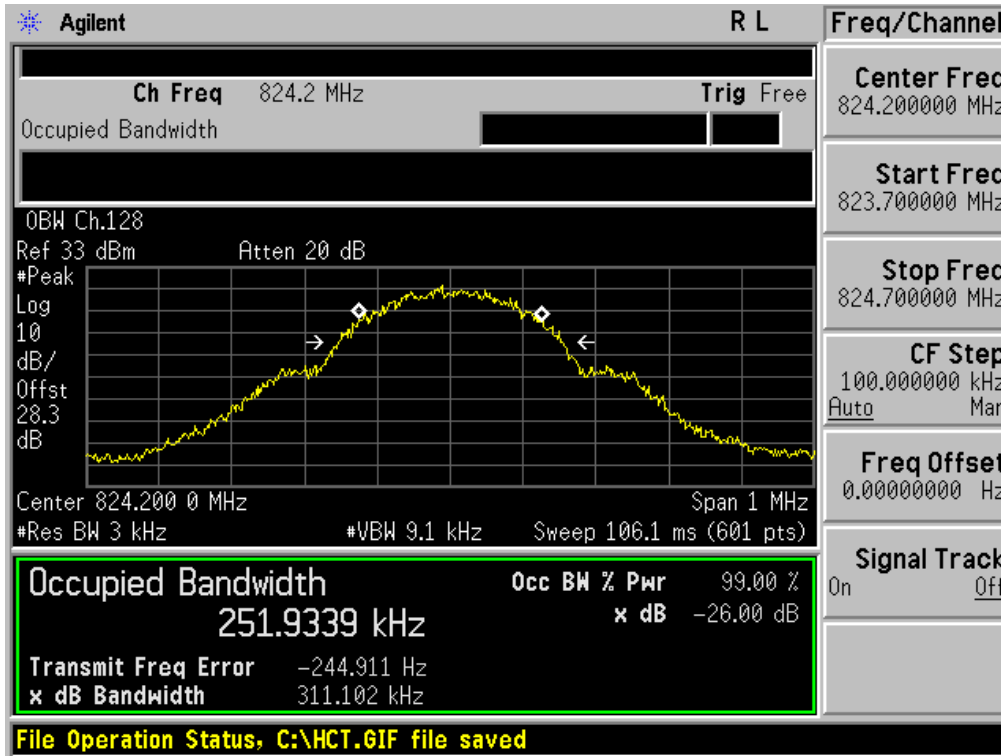 Agilent R L Freq/Channel
Ch Freq 824.2 MHz Trig Free
Occupied Bandwidth
Center Freq
824.200000 MHz
Start Freq
823.700000 MHz
Stop Freq
824.700000 MHz
CF Step
100.000000 kHz
Auto Man
Freq Offset
0.00000000 Hz
Signal Track
On Off
OBW Ch.128
Ref 33 dBm Atten 20 dB
#Peak
Log
10
dB/
Offst
28.3
dB
Center 824.200 0 MHz Span 1 MHz
#Res BW 3 kHz #VBW 9.1 kHz Sweep 106.1 ms (601 pts)
Occupied Bandwidth
251.9339 kHz
Occ BW % Pwr 99.00 %
x dB -26.00 dB
Transmit Freq Error -244.911 Hz
x dB Bandwidth 311.102 kHz
File Operation Status, C:\HCT.GIF file saved